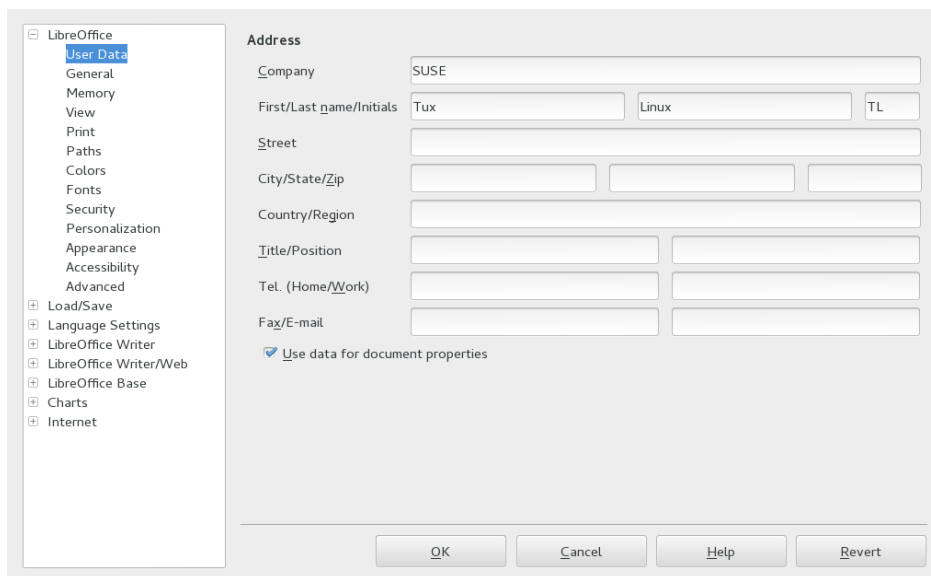 LibreOffice
User Data
General
Memory
View
Print
Paths
Colors
Fonts
Security
Personalization
Appearance
Accessibility
Advanced
Load/Save
Language Settings
LibreOffice Writer
LibreOffice Writer/Web
LibreOffice Base
Charts
Internet
Address
Company SUSE
First/Last name/Initials Tux Linux TL
Street
City/State/Zip
Country/Region
Title/Position
Tel. (Home/Work)
Fax/E-mail
Use data for document properties
OK Cancel Help Revert